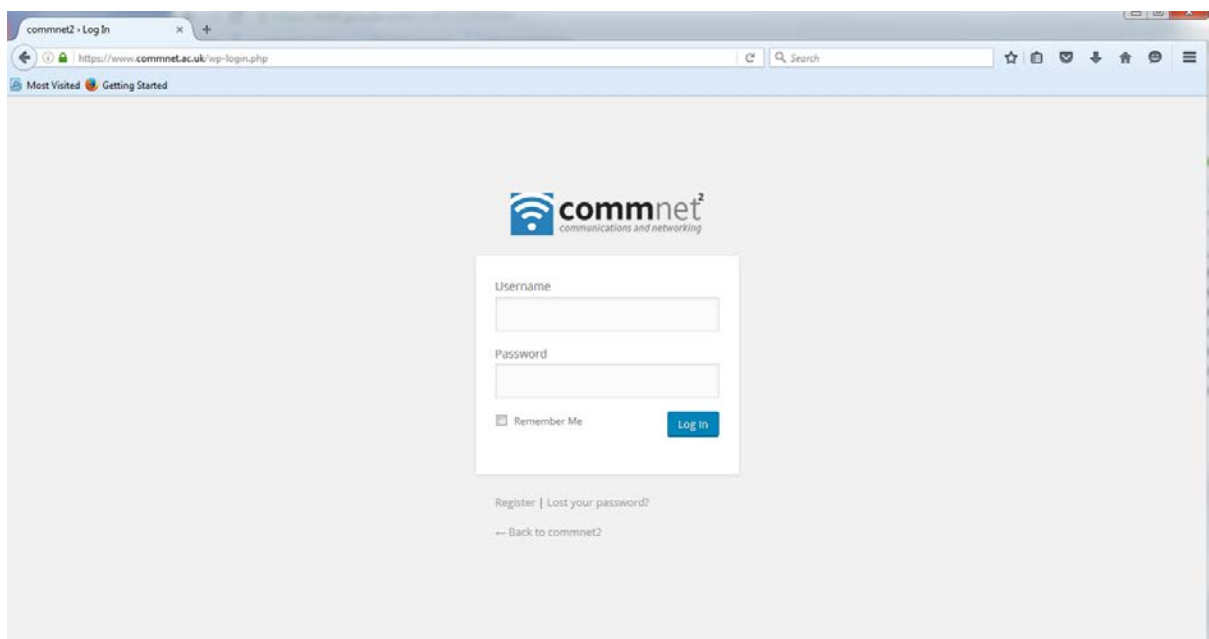 commnet2 › Log In
https://www.commnet.ac.uk/wp-login.php
Search
Most Visited Getting Started
commnet2
communications and networking
Username
Password
Remember Me
Log In
Register | Lost your password?
← Back to commnet2